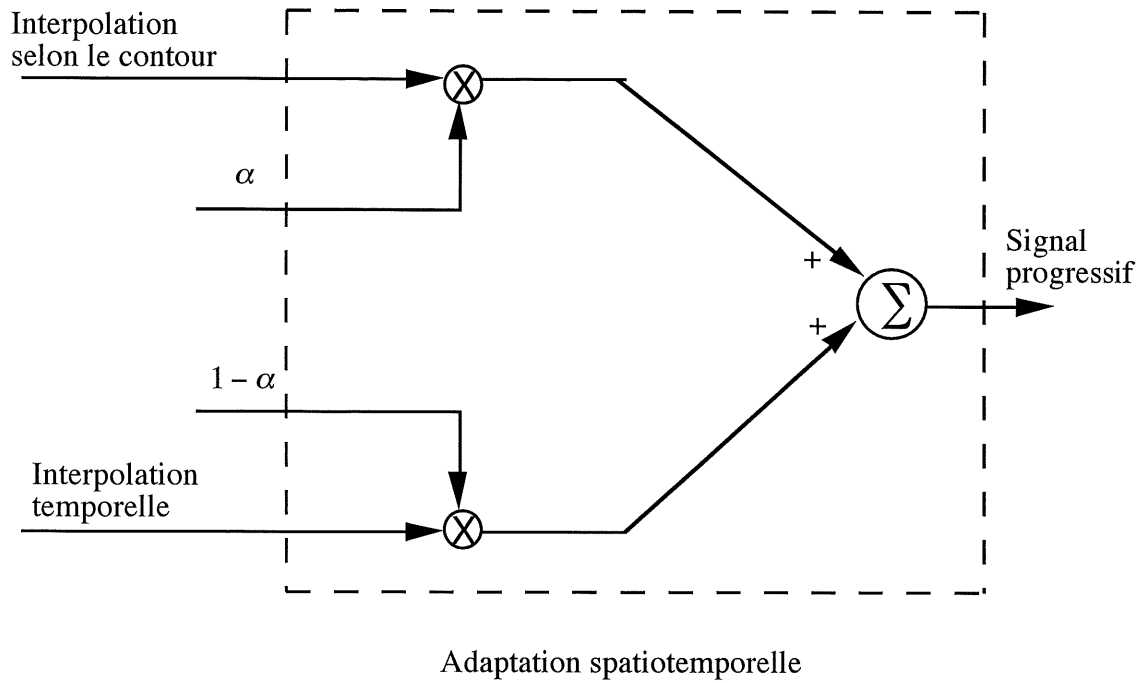 Interpolation
selon le contour
X
α
+
Signal
progressif
Σ
+
1 – α
Interpolation
temporelle
X
Adaptation spatiotemporelle